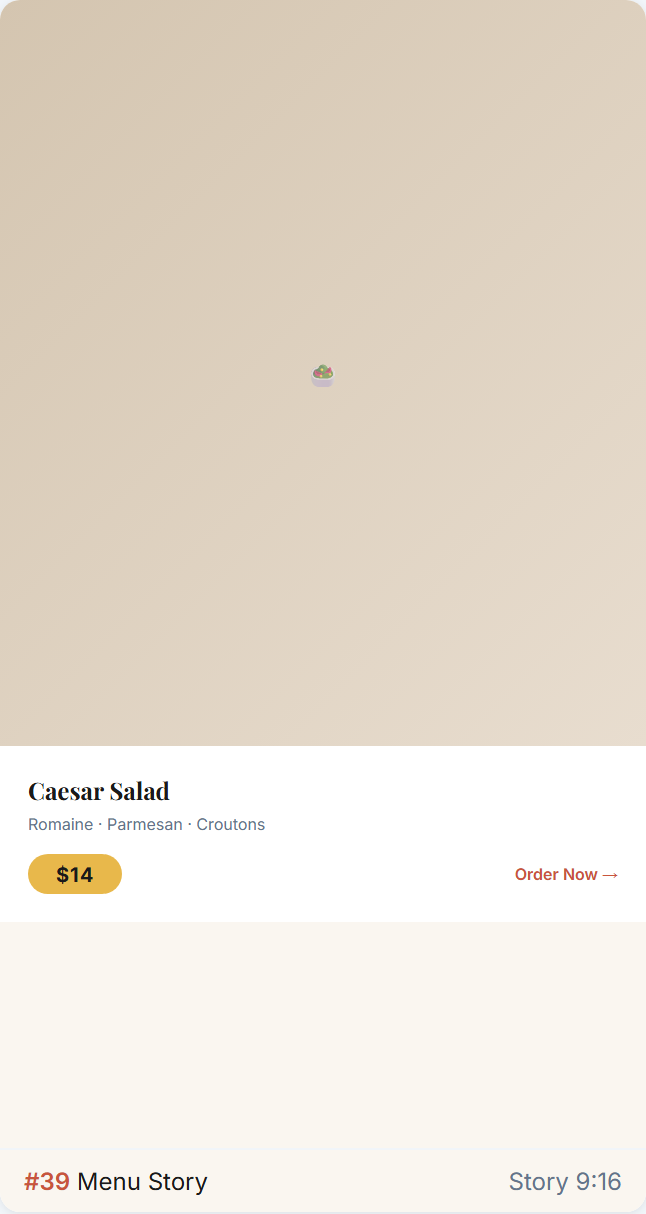 Caesar Salad
Romaine · Parmesan · Croutons
$14
Order Now →
#39 Menu Story
Story 9:16